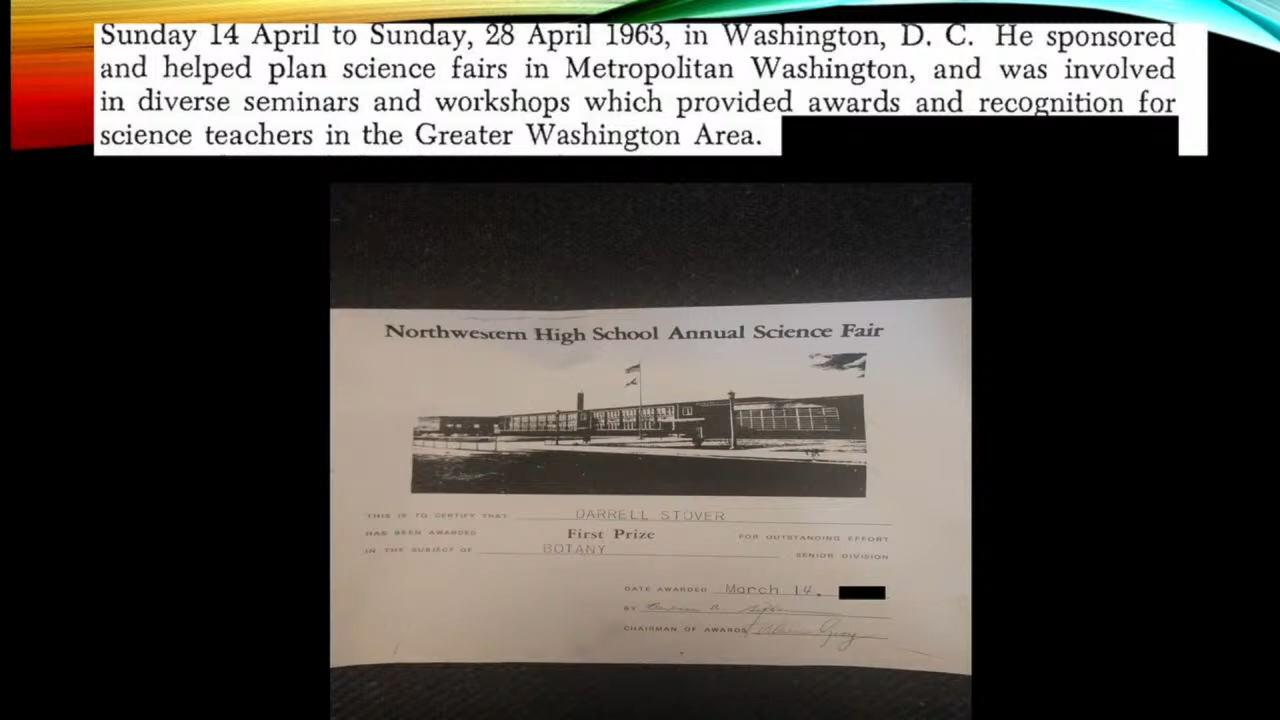 Sunday 14 April to Sunday, 28 April 1963, in Washington, D. C. He sponsored
and helped plan science fairs in Metropolitan Washington, and was involved
in diverse seminars and workshops which provided awards and recognition for
science teachers in the Greater Washington Area.
Northwestern High School Annual Science Fair
THIS IS TO CERTIFY THAT DARRELL STOVER
HAS BEEN AWARDED First Prize FOR OUTSTANDING EFFORT
IN THE SUBJECT OF BOTANY SENIOR DIVISION
DATE AWARDED March 14,
BY
CHAIRMAN OF AWARDS